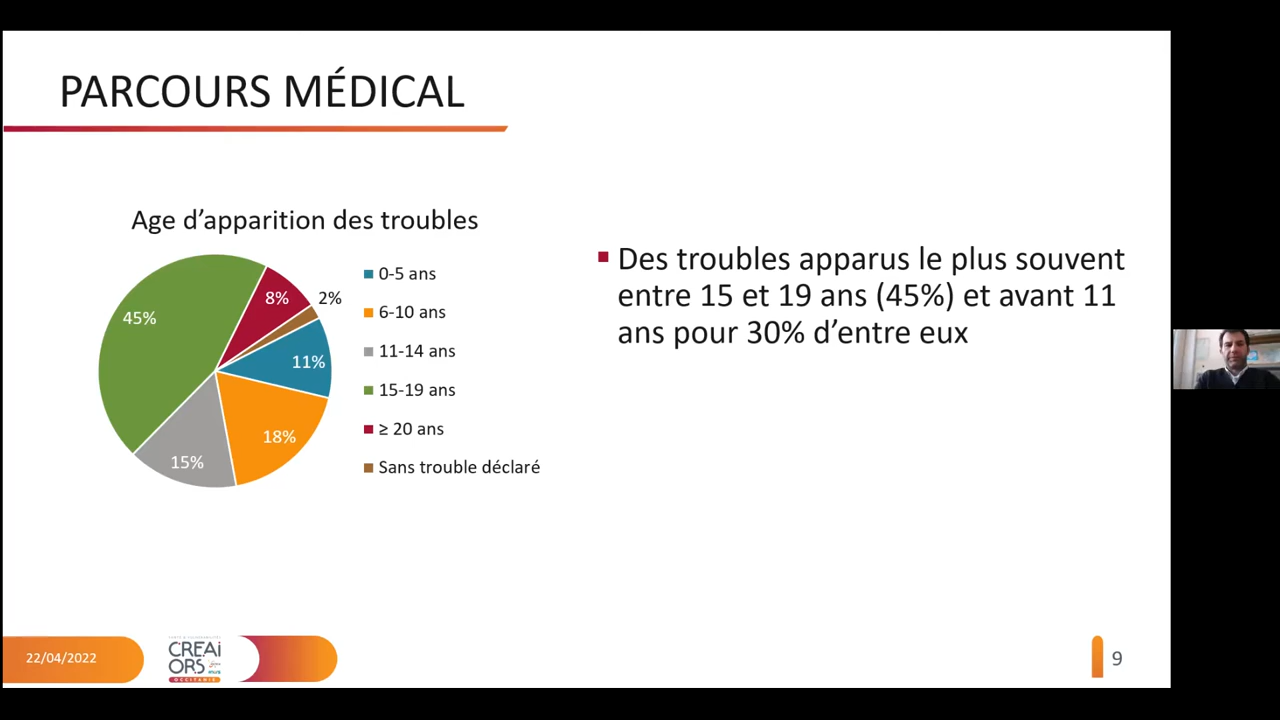 PARCOURS MÉDICAL
Age d’apparition des troubles
0-5 ans
6-10 ans
11-14 ans
15-19 ans
≥ 20 ans
Sans trouble déclaré
45%
8%
2%
11%
18%
15%
Des troubles apparus le plus souvent
entre 15 et 19 ans (45%) et avant 11
ans pour 30% d’entre eux
22/04/2022
CREAI
ORS
OCCITANIE
9